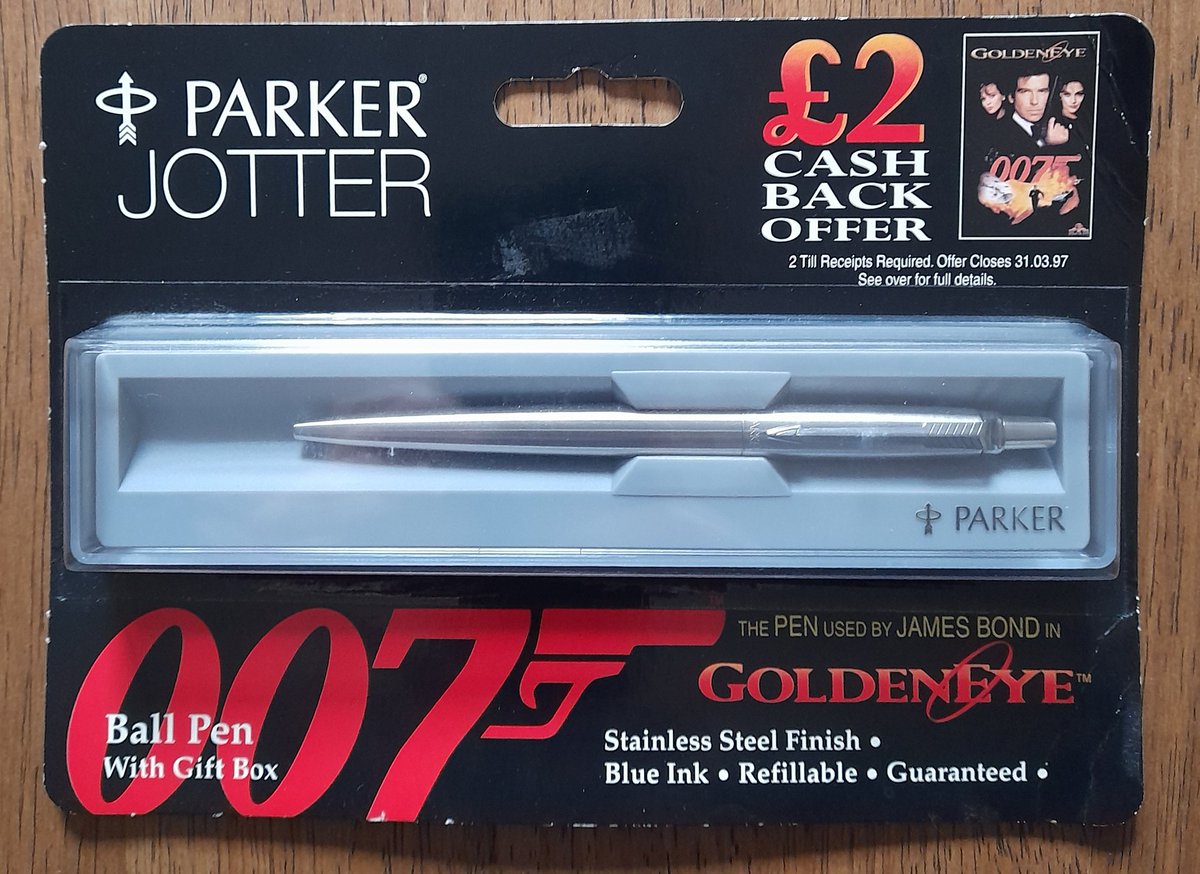 PARKER®
JOTTER
£2
CASH
BACK
OFFER
2 Till Receipts Required. Offer Closes 31.03.97
See over for full details.
GOLDENEYE
007
PARKER
007
Ball Pen
With Gift Box
THE PEN USED BY JAMES BOND IN
GOLDENEYE™
Stainless Steel Finish •
Blue Ink • Refillable • Guaranteed •